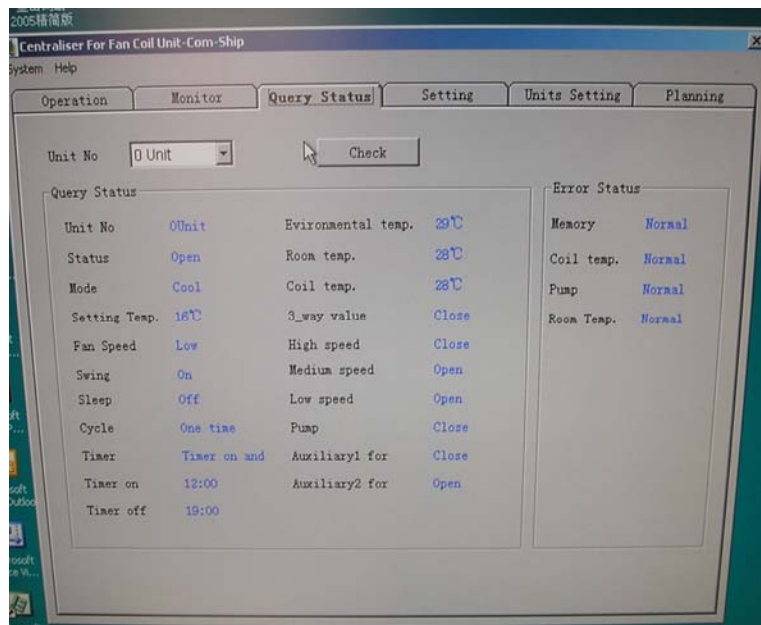 2005精简版
Centraliser For Fan Coil Unit-Com-Ship
System Help
Operation Monitor Query Status Setting Units Setting Planning
Unit No 0 Unit Check
Query Status
Unit No 0Unit Evironmental temp. 29℃
Status Open Room temp. 28℃
Mode Cool Coil temp. 28℃
Setting Temp. 16℃ 3_way value Close
Fan Speed Low High speed Close
Swing On Medium speed Open
Sleep Off Low speed Open
Cycle One time Pump Close
Timer Timer on and Auxiliary1 for Close
Timer on 12:00 Auxiliary2 for Open
Timer off 19:00
Error Status
Memory Normal
Coil temp. Normal
Pump Normal
Room Temp. Normal